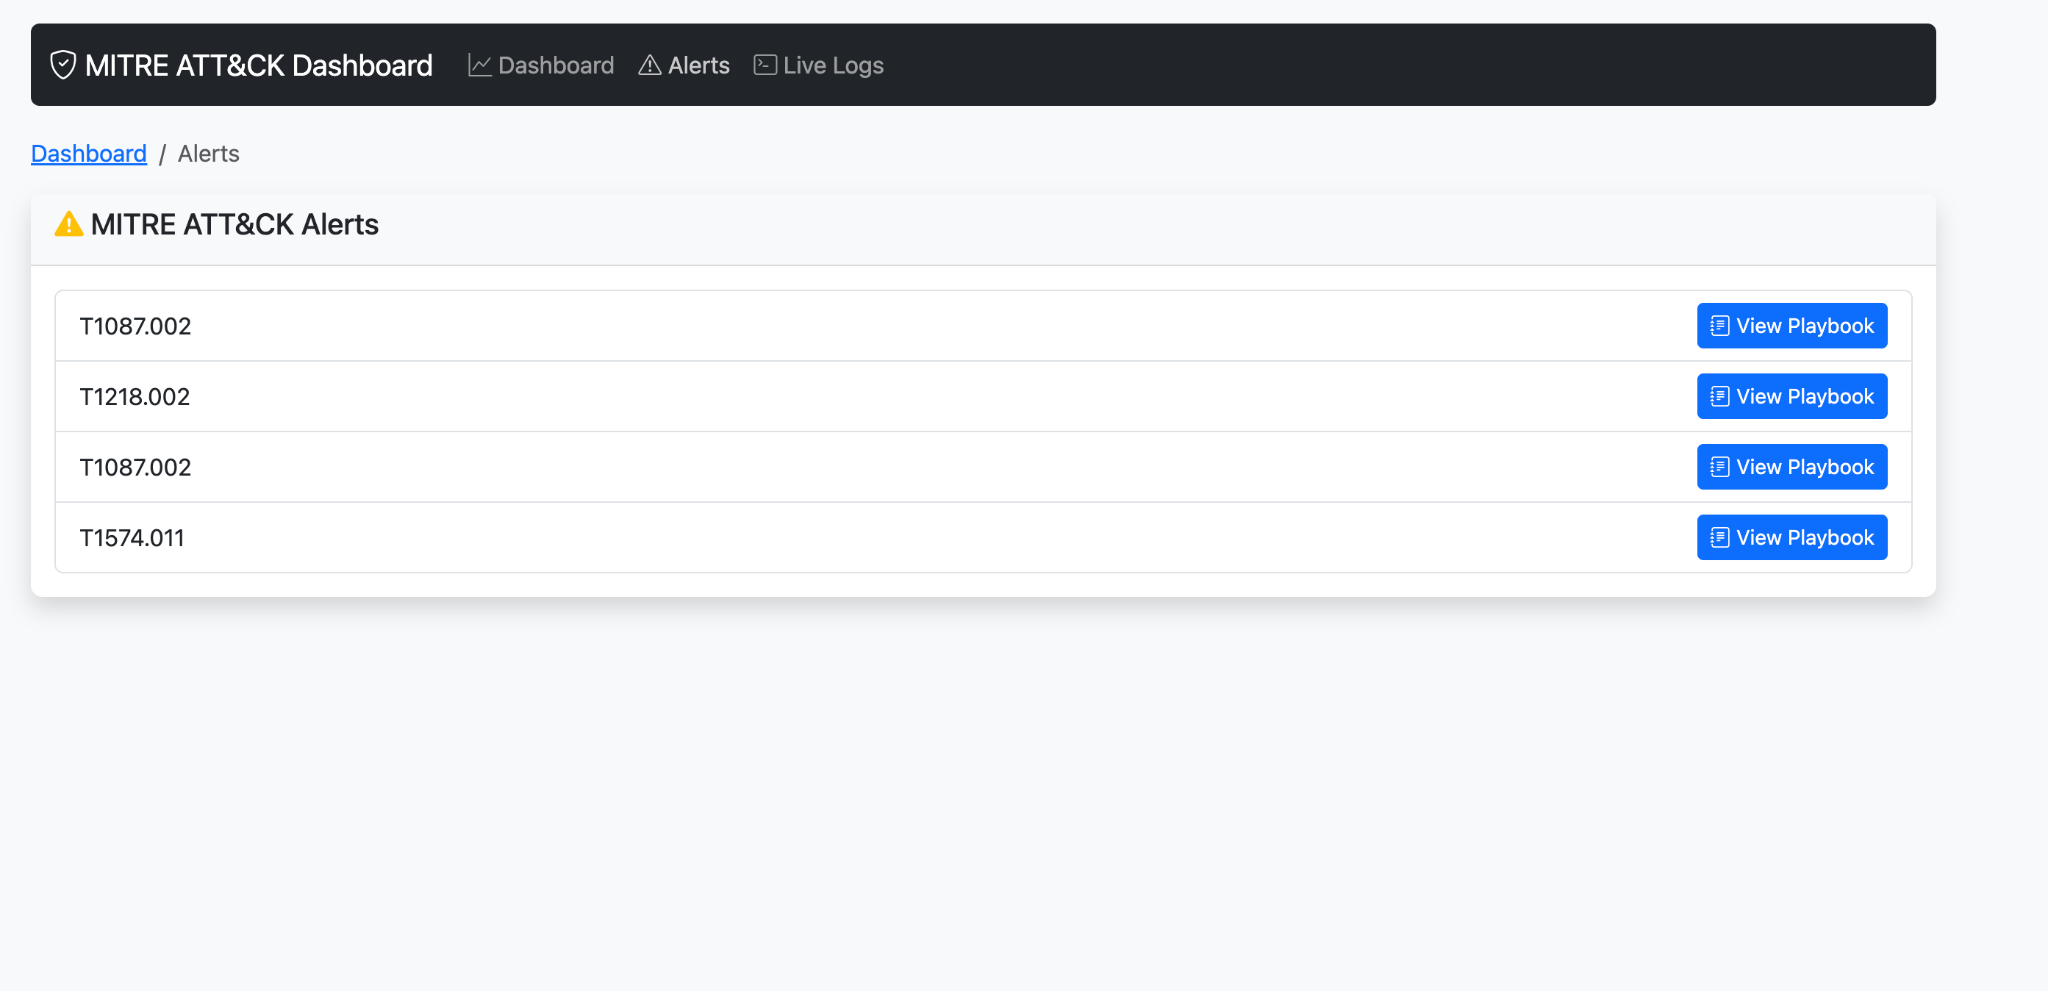 MITRE ATT&CK Dashboard Dashboard Alerts Live Logs
Dashboard / Alerts
MITRE ATT&CK Alerts
T1087.002 View Playbook
T1218.002 View Playbook
T1087.002 View Playbook
T1574.011 View Playbook